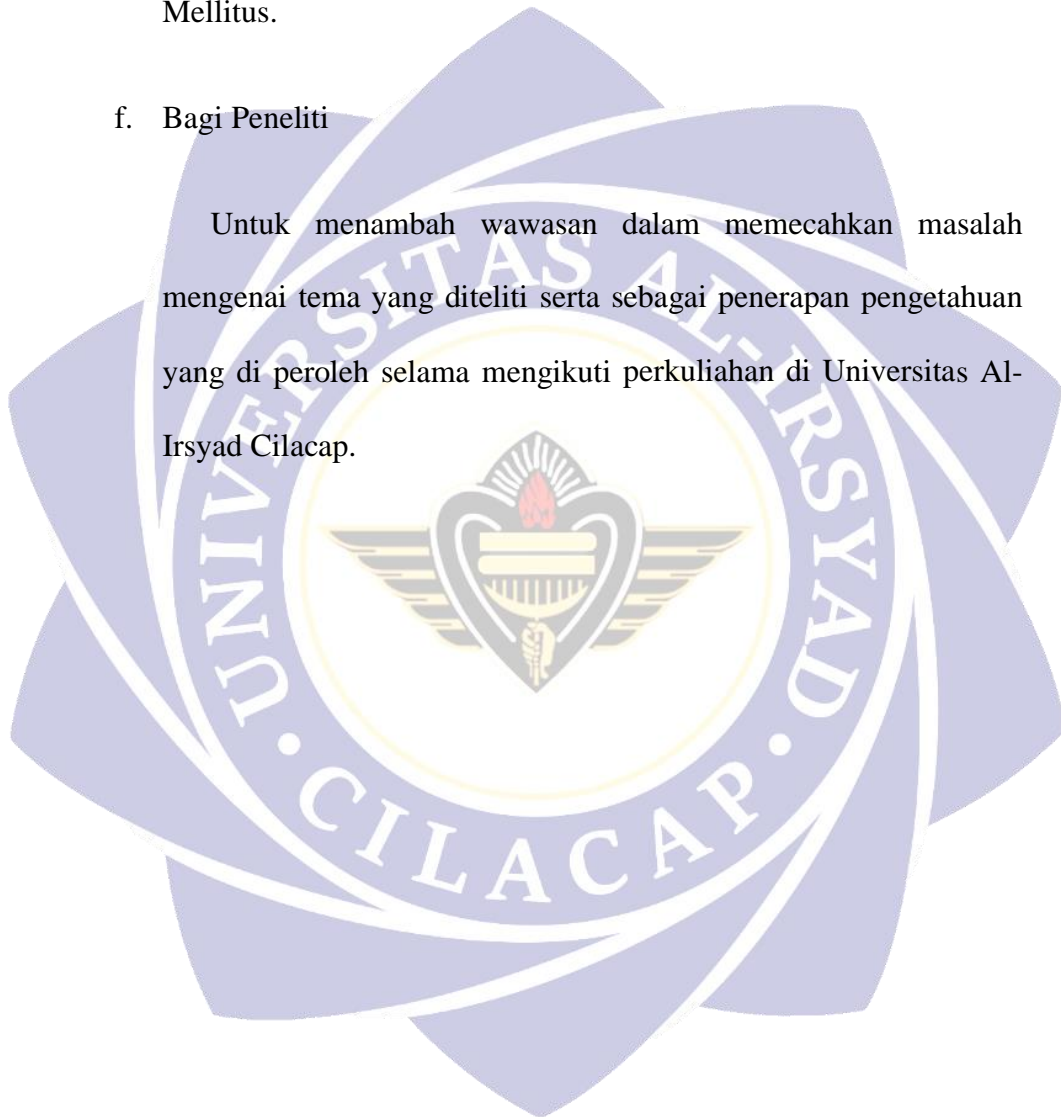 Mellitus.
f. Bagi Peneliti
Untuk menambah wawasan dalam memecahkan masalah
mengenai tema yang diteliti serta sebagai penerapan pengetahuan
yang di peroleh selama mengikuti perkuliahan di Universitas Al-
Irsyad Cilacap.
UNIVERSITAS AL-IRSYAD
CILACAP